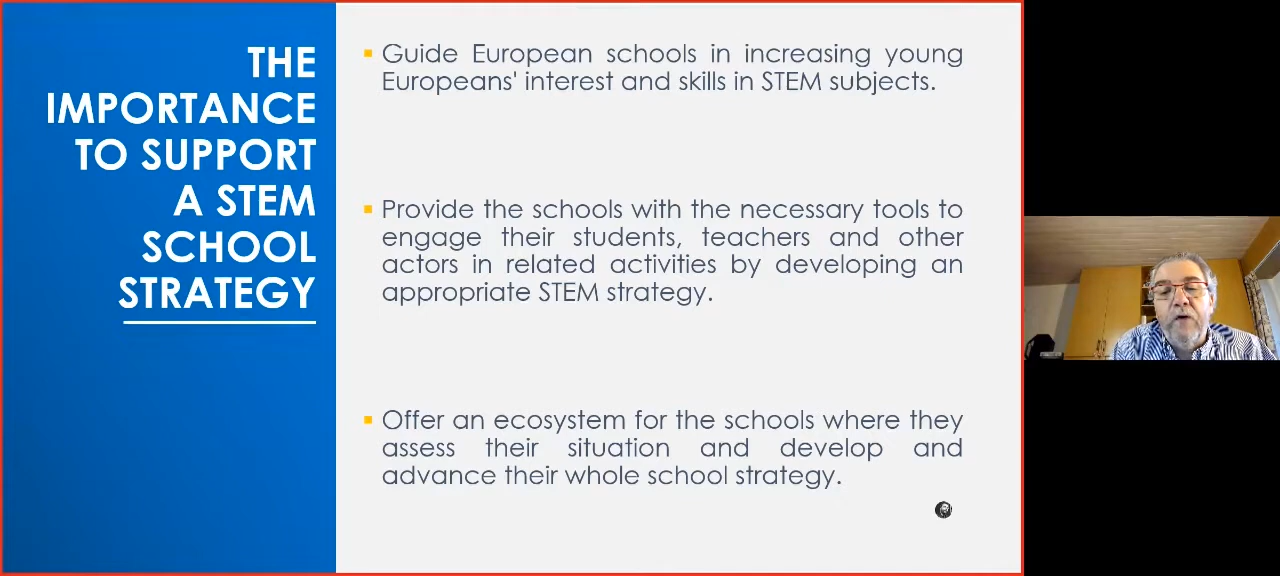 THE
IMPORTANCE
TO SUPPORT
A STEM
SCHOOL
STRATEGY
Guide European schools in increasing young
Europeans' interest and skills in STEM subjects.
Provide the schools with the necessary tools to
engage their students, teachers and other
actors in related activities by developing an
appropriate STEM strategy.
Offer an ecosystem for the schools where they
assess their situation and develop and
advance their whole school strategy.